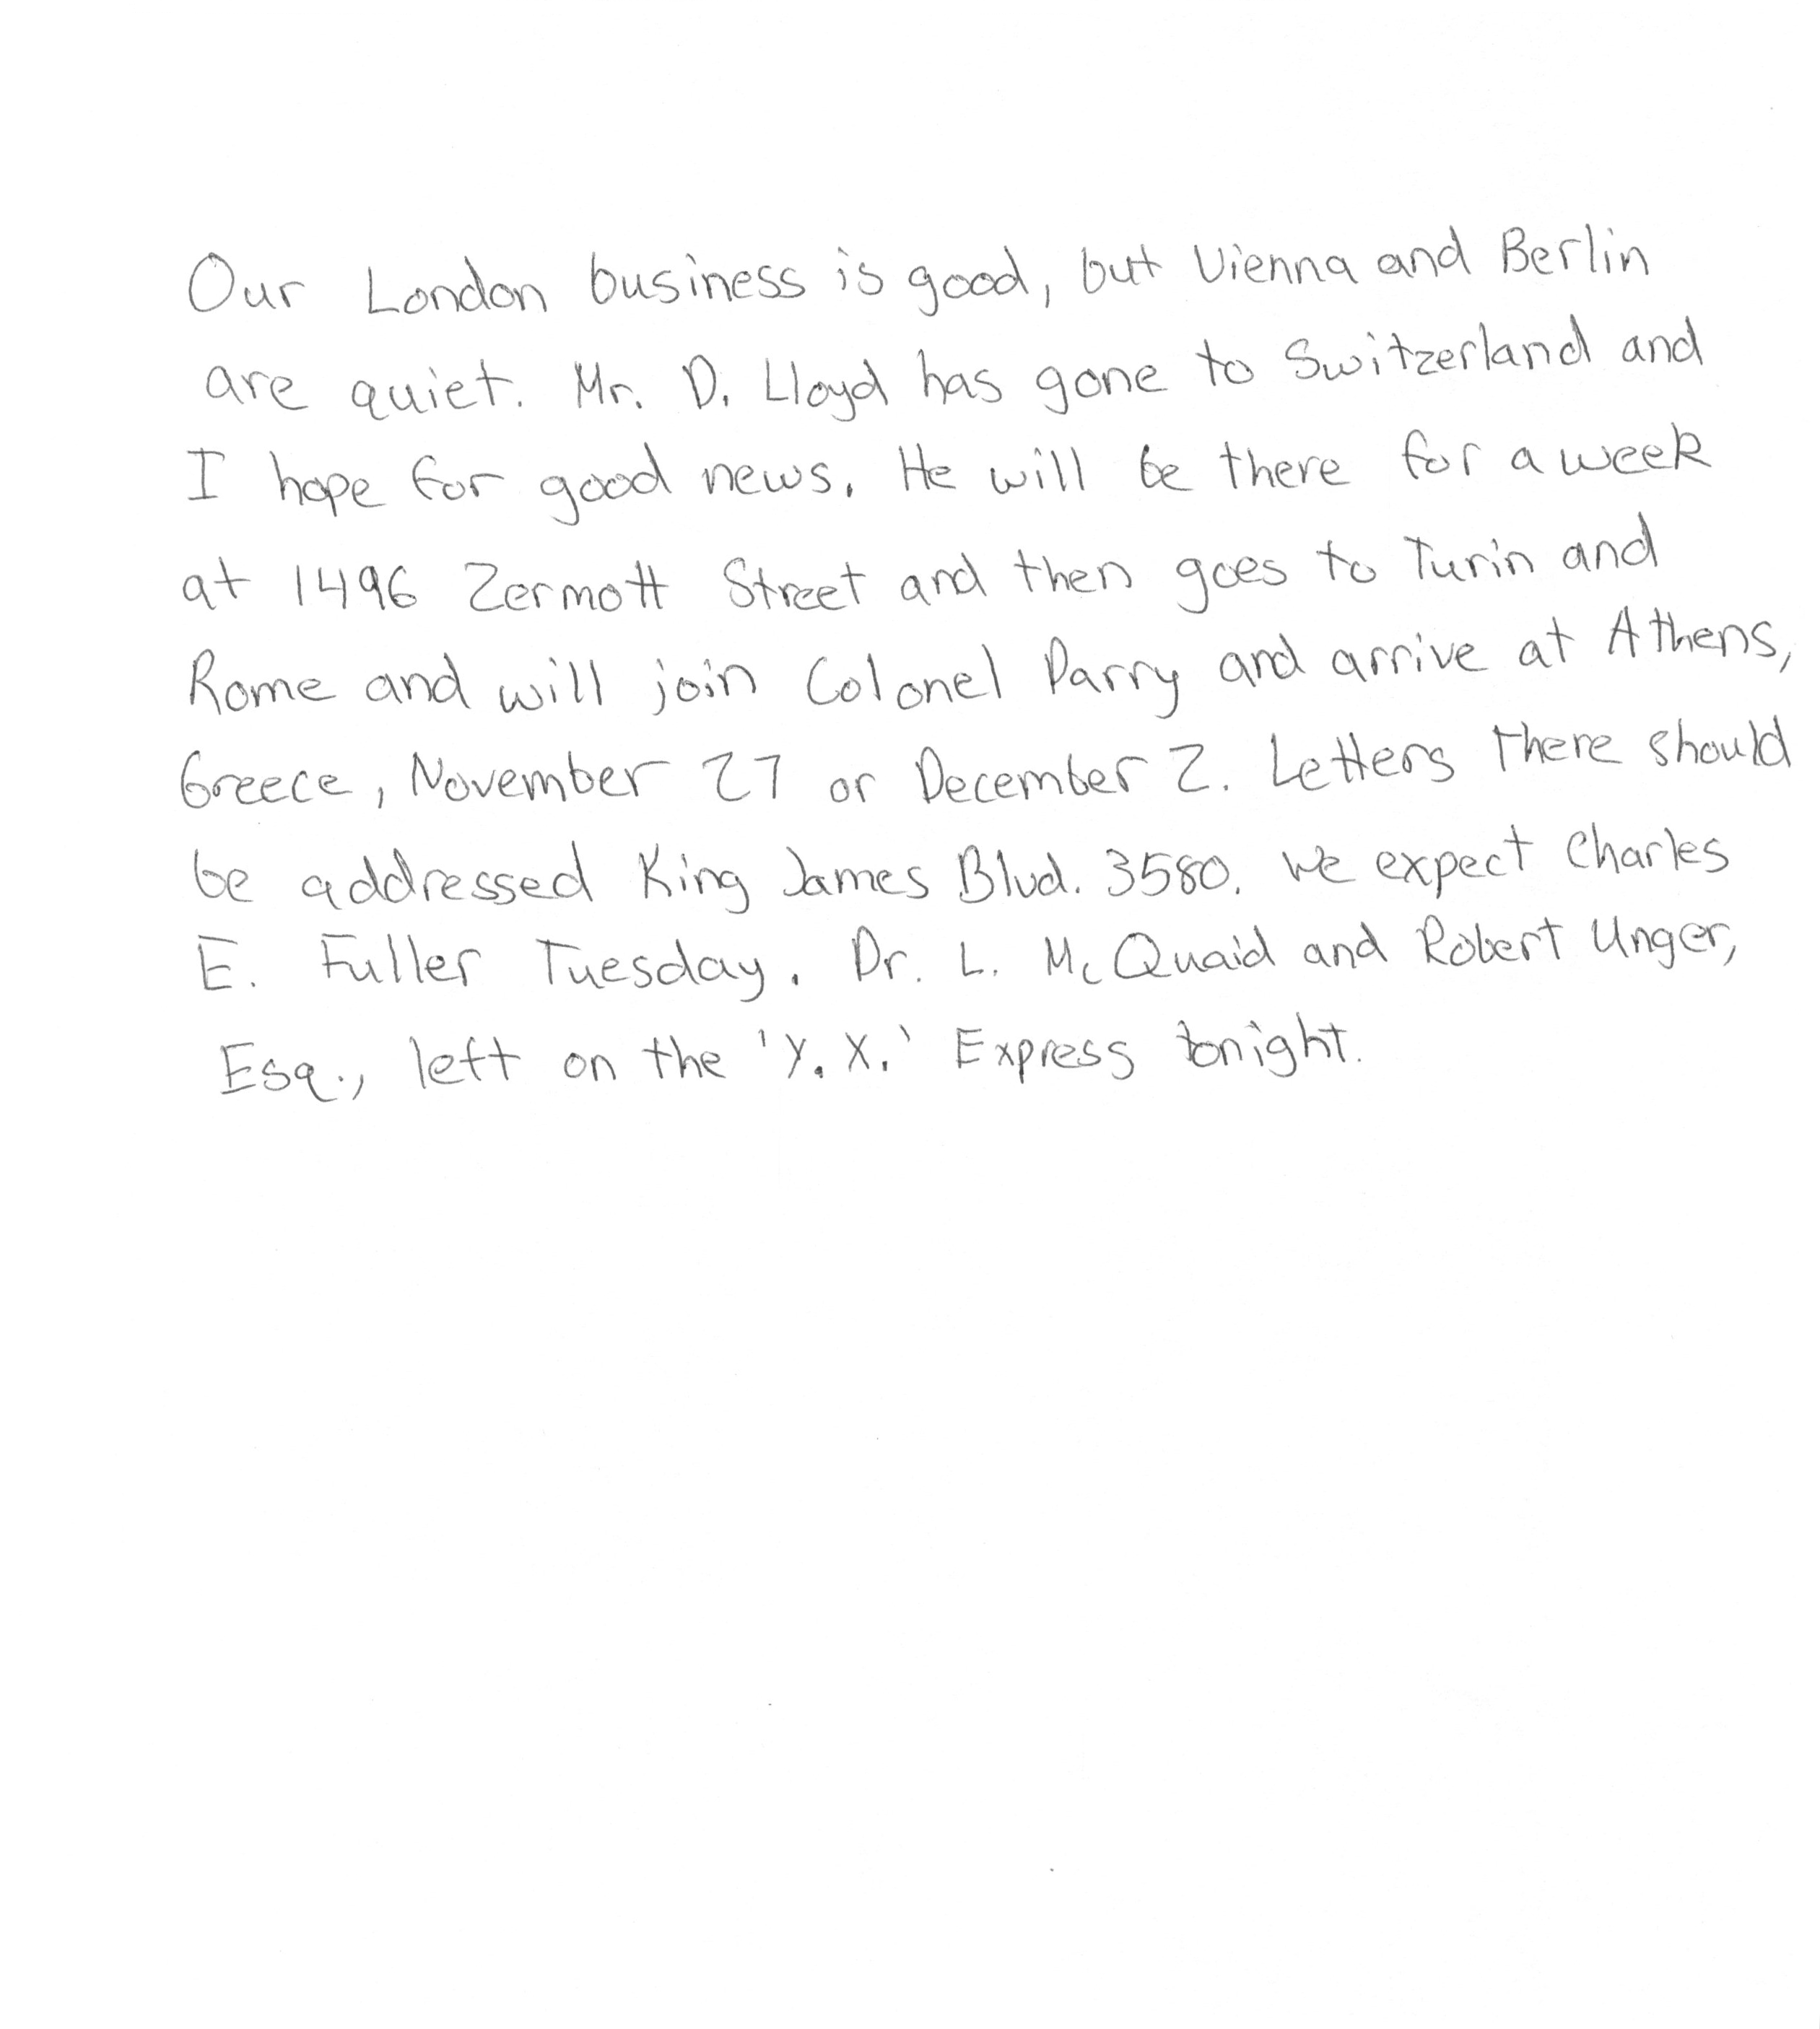 Our London business is good, but Vienna and Berlin
are quiet. Mr. D. Lloyd has gone to Switzerland and
I hope for good news. He will be there for a week
at 1496 Zermott Street and then goes to Turin and
Rome and will join Colonel Parry and arrive at Athens,
Greece, November 27 or December 2. Letters there should
be addressed King James Blvd. 3580. We expect Charles
E. Fuller Tuesday. Dr. L. McQuaid and Robert Unger,
Esq., left on the 'Y. X.' Express tonight.